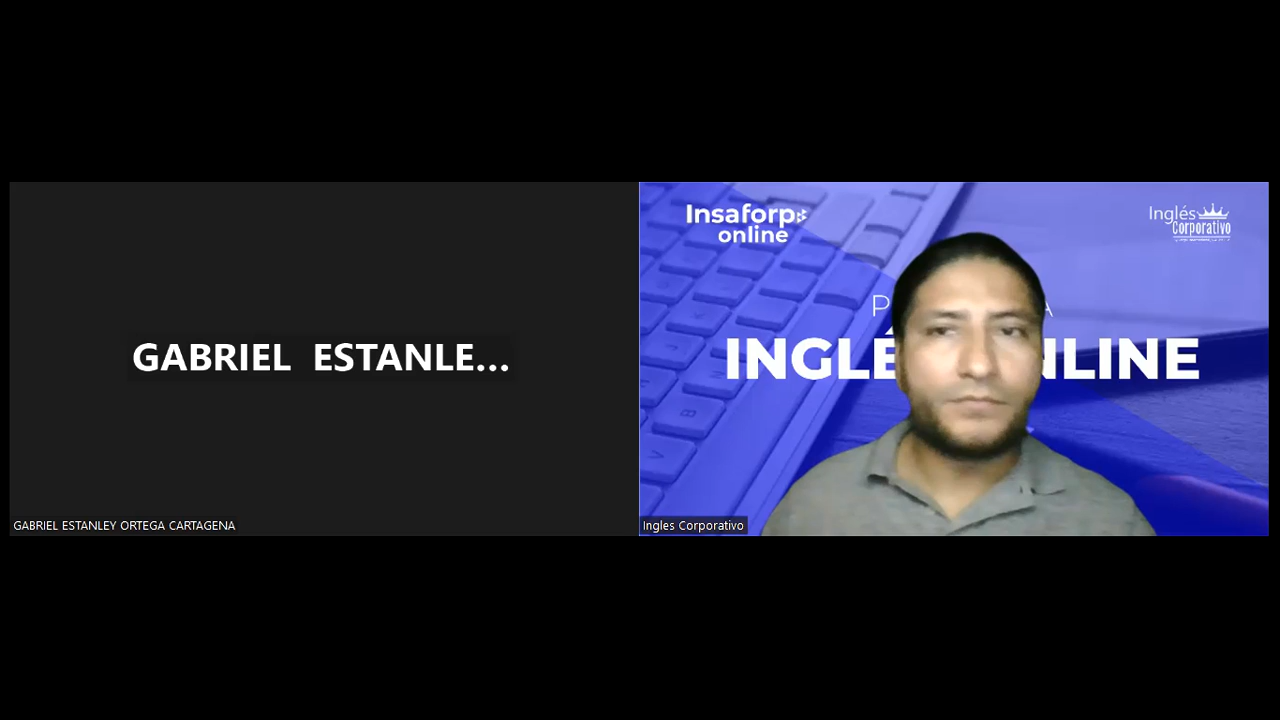 GABRIEL ESTANLE...
GABRIEL ESTANLEY ORTEGA CARTAGENA
Insaforp
online
Inglés
Corporativo
P A
INGLÉ NLINE
Ingles Corporativo